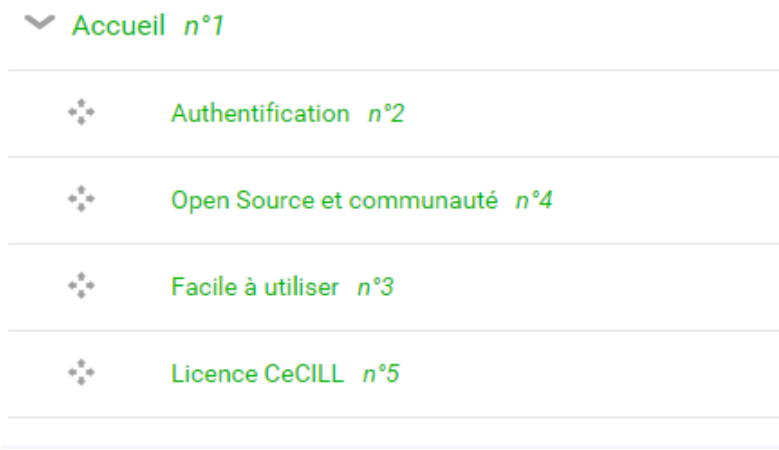 Accueil n°1
Authentification n°2
Open Source et communauté n°4
Facile à utiliser n°3
Licence CeCILL n°5